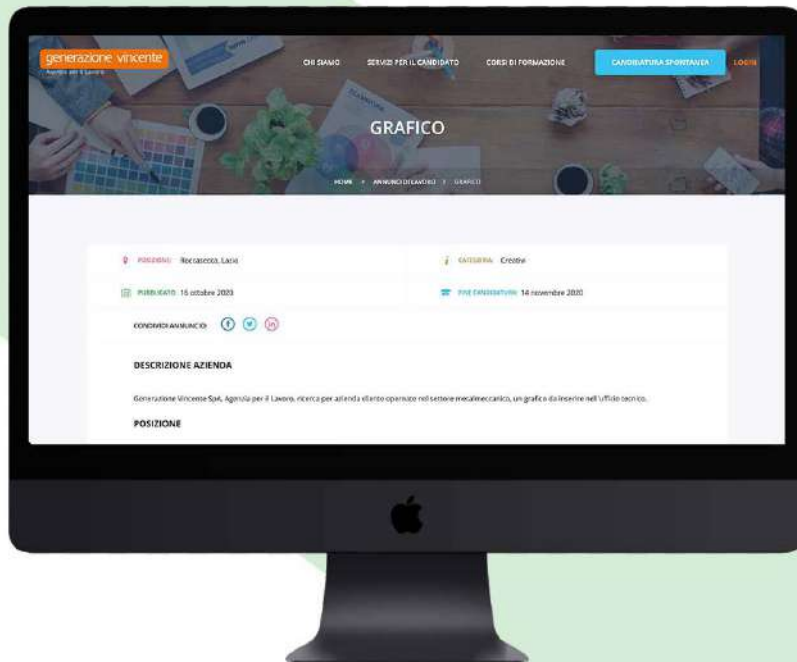 generazione vincente
Agenzia per il Lavoro
CHI SIAMO
SERVIZI PER IL CANDIDATO
CORSI DI FORMAZIONE
CANDIDATURA SPONTANEA
LOGIN
GRAFICO
HOME
ANNUNCI DI LAVORO
GRAFICO
POSIZIONE: Roccasecca, Lazio
CATEGORIA: Creativi
PUBBLICATO: 16 ottobre 2020
FINE CANDIDATURA: 14 novembre 2020
CONDIVIDI ANNUNCIO:
DESCRIZIONE AZIENDA
Generazione Vincente SpA, Agenzia per il Lavoro, ricerca per azienda cliente operante nel settore metalmeccanico, un grafico da inserire nell'ufficio tecnico.
POSIZIONE